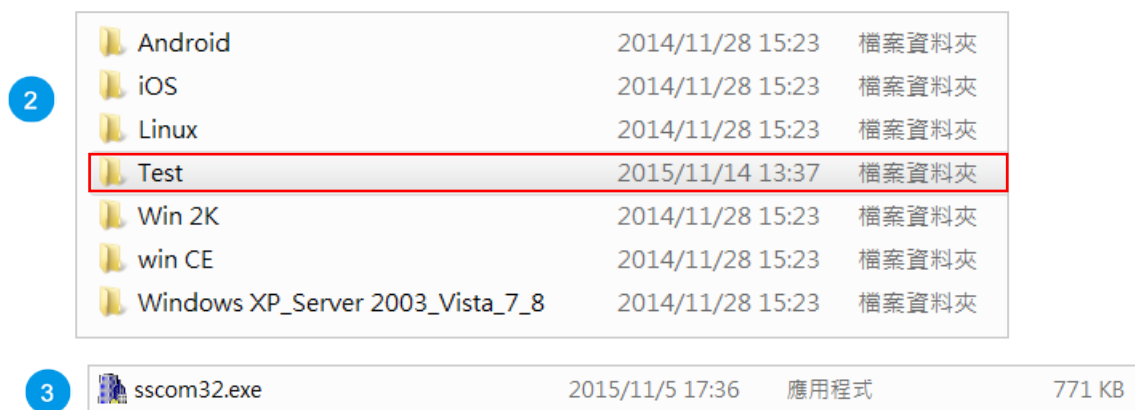 Android 2014/11/28 15:23 檔案資料夾
2 iOS 2014/11/28 15:23 檔案資料夾
Linux 2014/11/28 15:23 檔案資料夾
Test 2015/11/14 13:37 檔案資料夾
Win 2K 2014/11/28 15:23 檔案資料夾
win CE 2014/11/28 15:23 檔案資料夾
Windows XP_Server 2003_Vista_7_8 2014/11/28 15:23 檔案資料夾
3 sscom32.exe 2015/11/5 17:36 應用程式 771 KB